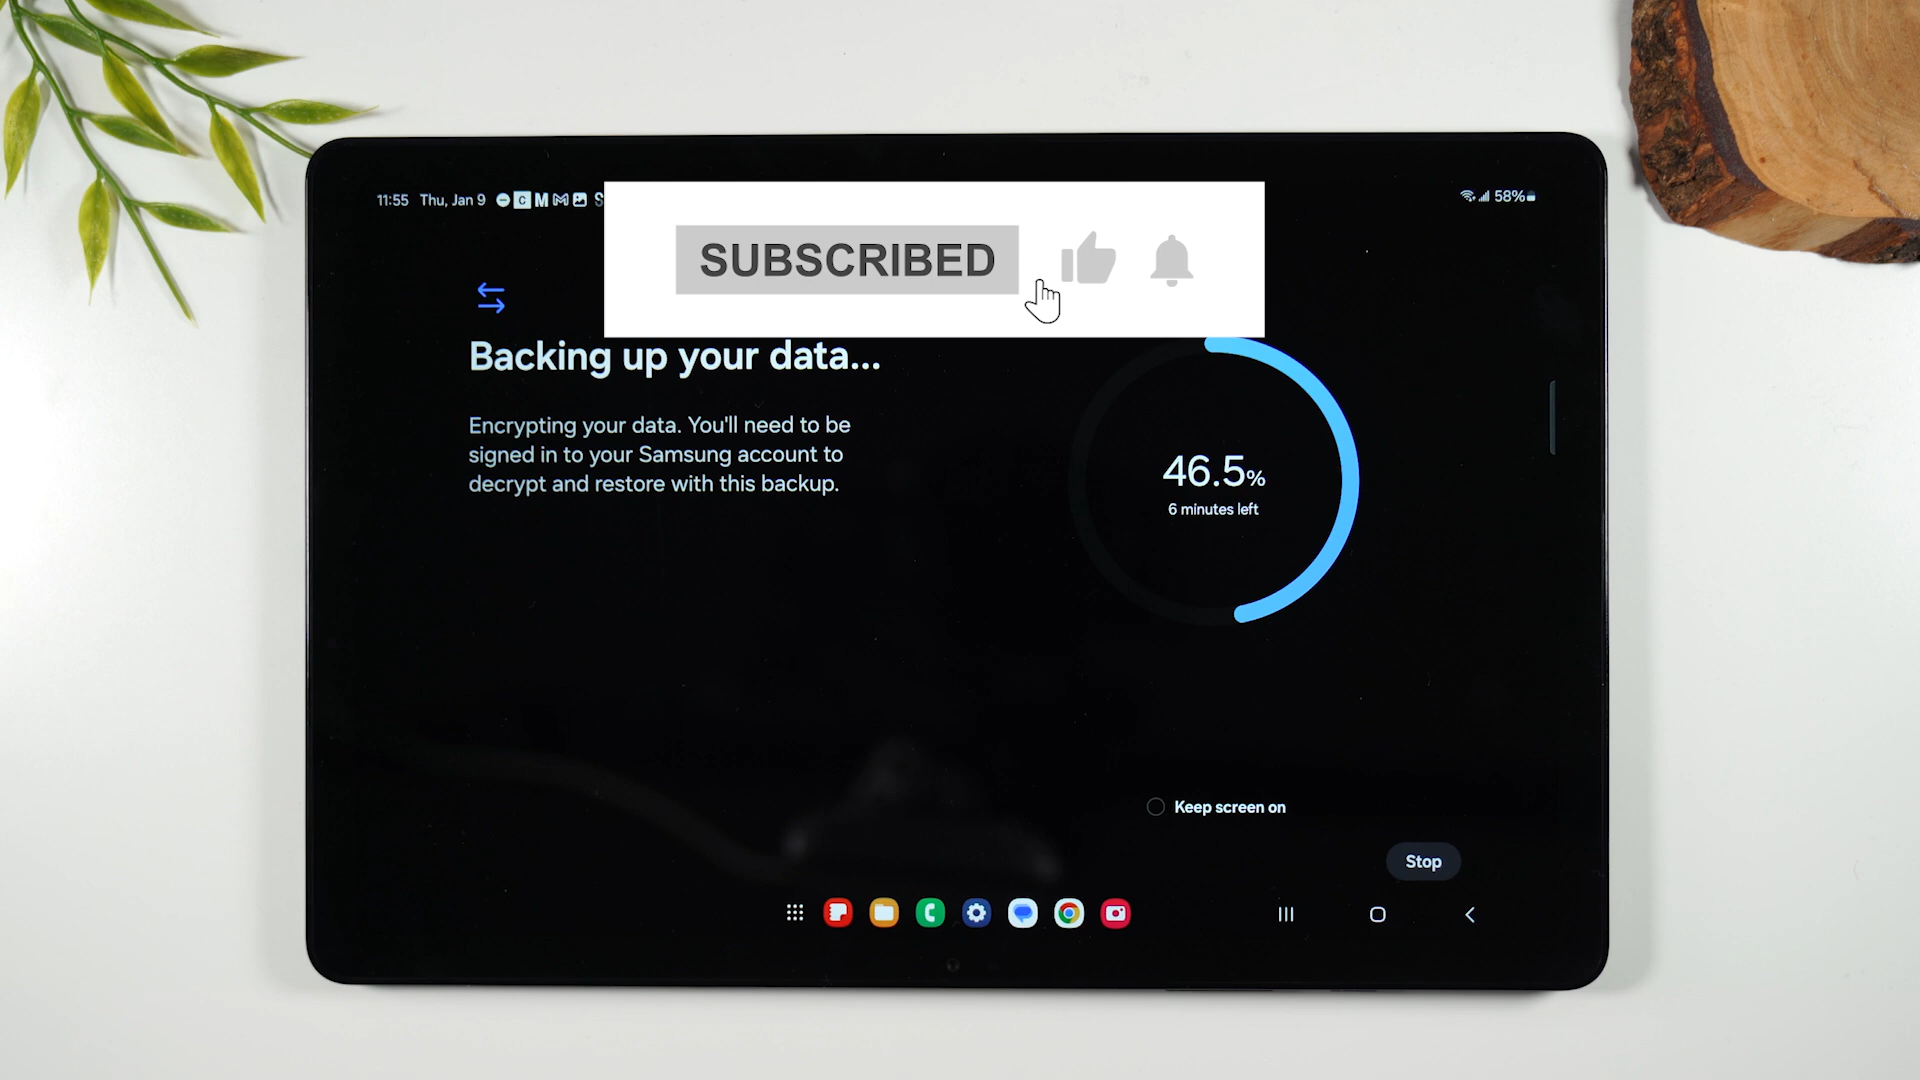 11:55 Thu, Jan 9
58%
SUBSCRIBED
Backing up your data...
Encrypting your data. You'll need to be
signed in to your Samsung account to
decrypt and restore with this backup.
46.5%
6 minutes left
Keep screen on
Stop